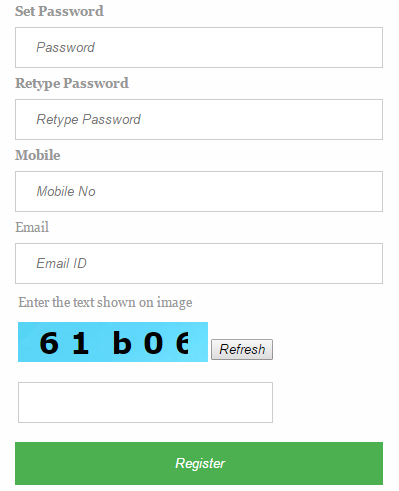 Set Password
Password
Retype Password
Retype Password
Mobile
Mobile No
Email
Email ID
Enter the text shown on image
6 1 b 0 6
Refresh
Register